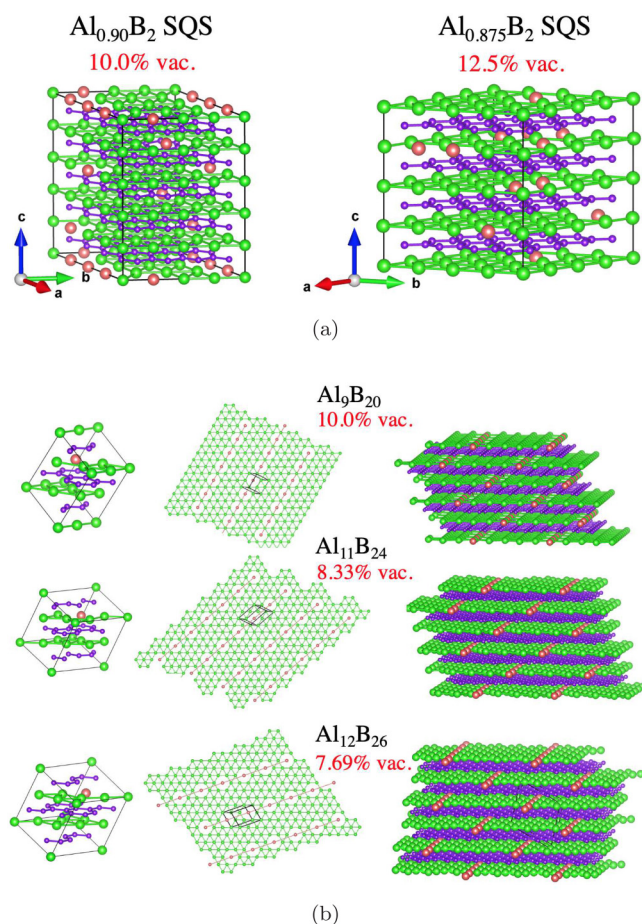 Al₀.₉₀B₂ SQS
10.0% vac.
Al₀.₈₇₅B₂ SQS
12.5% vac.
c
b
a
c
a
b
(a)
Al₉B₂₀
10.0% vac.
Al₁₁B₂₄
8.33% vac.
Al₁₂B₂₆
7.69% vac.
(b)